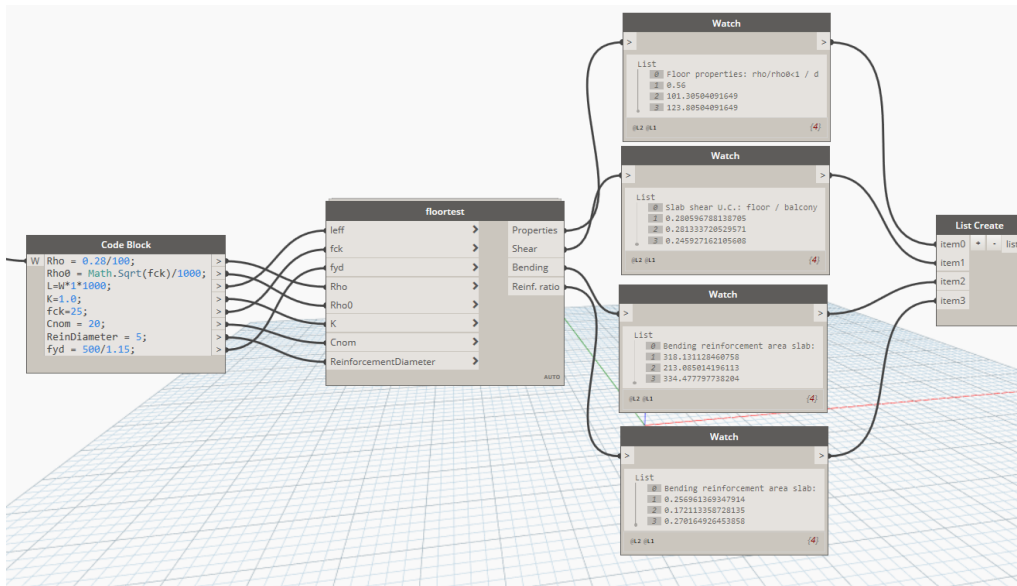 Code Block
W
Rho = 0.28/100;
Rho0 = Math.Sqrt(fck)/1000;
L=W*1*1000;
K=1.0;
fck=25;
Cnom = 20;
ReinDiameter = 5;
fyd = 500/1.15;
>
>
>
>
>
>
>
>
floortest
leff >
fck >
fyd >
Rho >
Rho0 >
K >
Cnom >
ReinforcementDiameter >
Properties
Shear
Bending
Reinf. ratio
AUTO
Watch
> >
List
0 Floor properties: rho/rho0<1 / d
1 0.56
2 101.30504091649
3 123.80504091649
@L2 @L1 {4}
Watch
> >
List
0 Slab shear U.C.: floor / balcony
1 0.280596788138705
2 0.281333720529571
3 0.245927162105608
@L2 @L1 {4}
Watch
> >
List
0 Bending reinforcement area slab:
1 318.131128460758
2 213.085014196113
3 334.477797738204
@L2 @L1 {4}
Watch
> >
List
0 Bending reinforcement area slab:
1 0.256961369347914
2 0.172113358728135
3 0.270164926453858
@L2 @L1 {4}
List Create
item0 + - list
item1
item2
item3